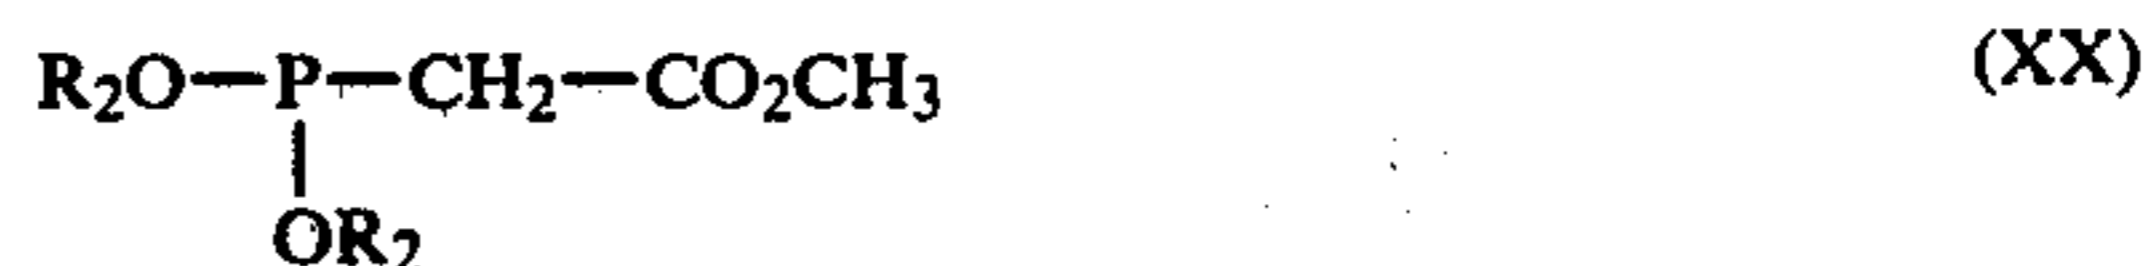 R₂O—P—CH₂—CO₂CH₃ (XX)
OR₂